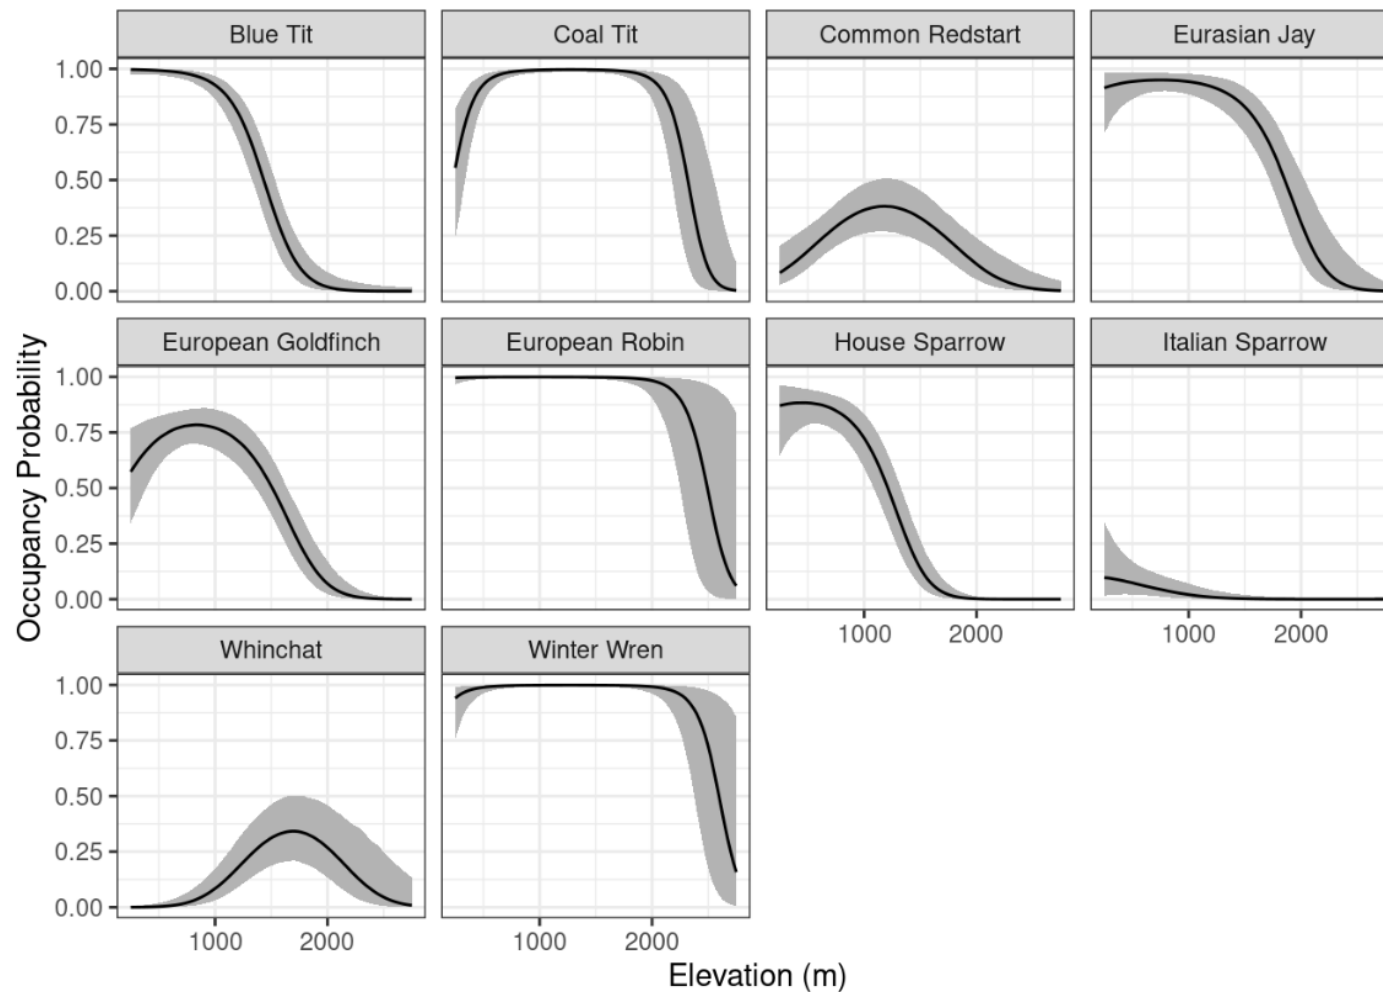 Blue Tit
Coal Tit
Common Redstart
Eurasian Jay
1.00
0.75
0.50
0.25
0.00
European Goldfinch
European Robin
House Sparrow
Italian Sparrow
1.00
0.75
0.50
0.25
0.00
1000 2000
1000 2000
Whinchat
Winter Wren
1.00
0.75
0.50
0.25
0.00
1000 2000
1000 2000
Occupancy Probability
Elevation (m)